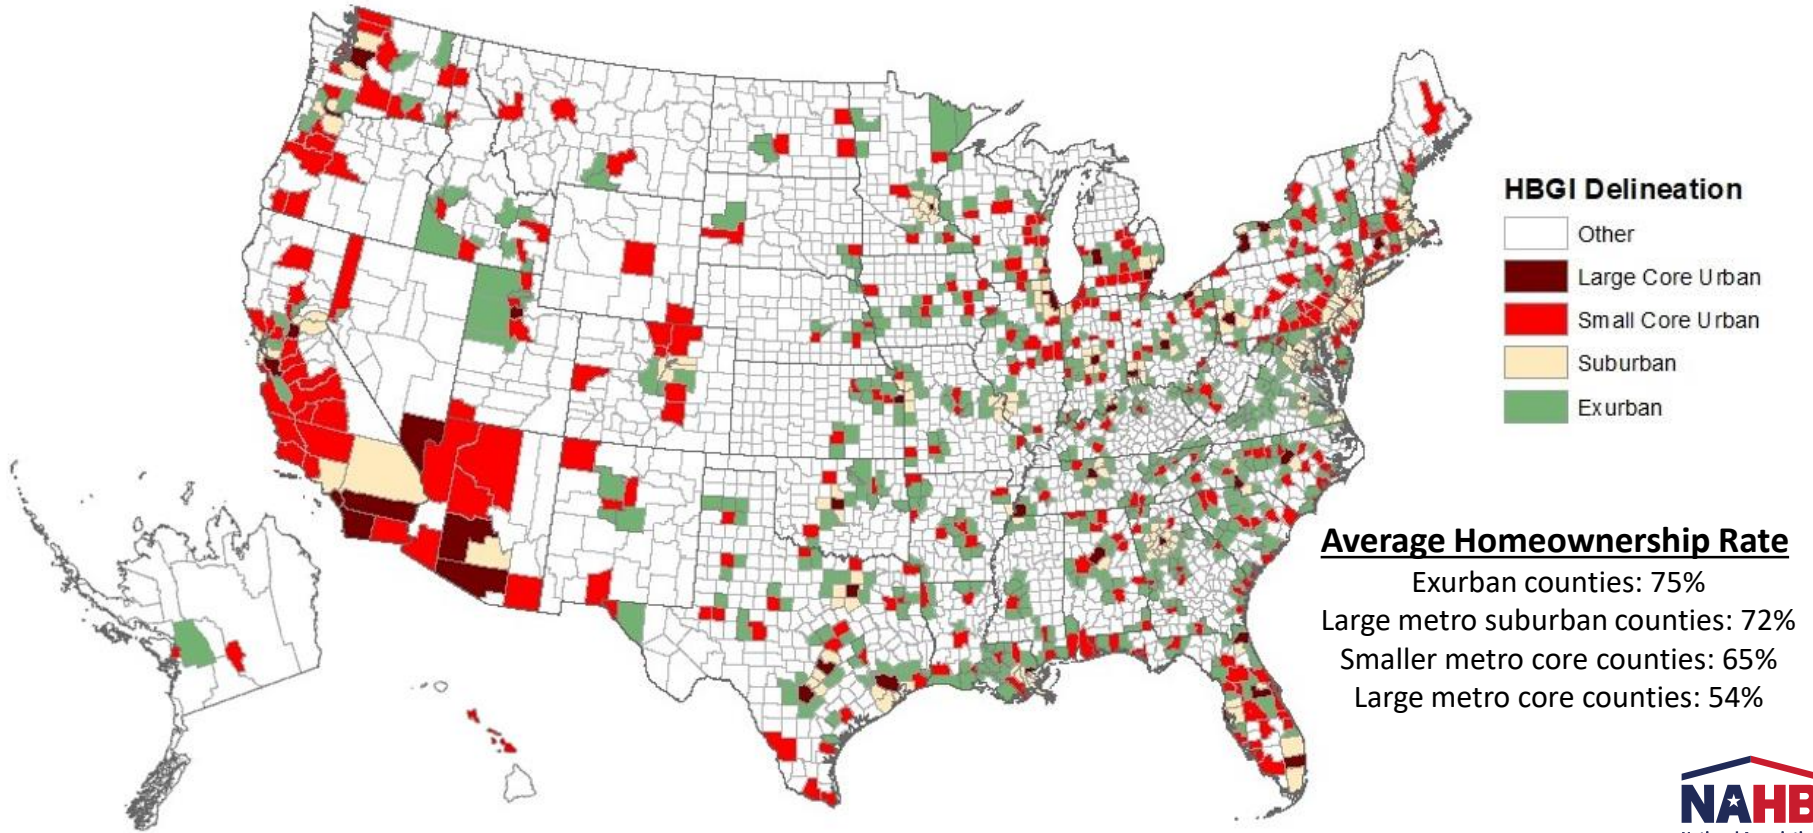 HBGI Delineation
Other
Large Core Urban
Small Core Urban
Suburban
Exurban
Average Homeownership Rate
Exurban counties: 75%
Large metro suburban counties: 72%
Smaller metro core counties: 65%
Large metro core counties: 54%
NAHB